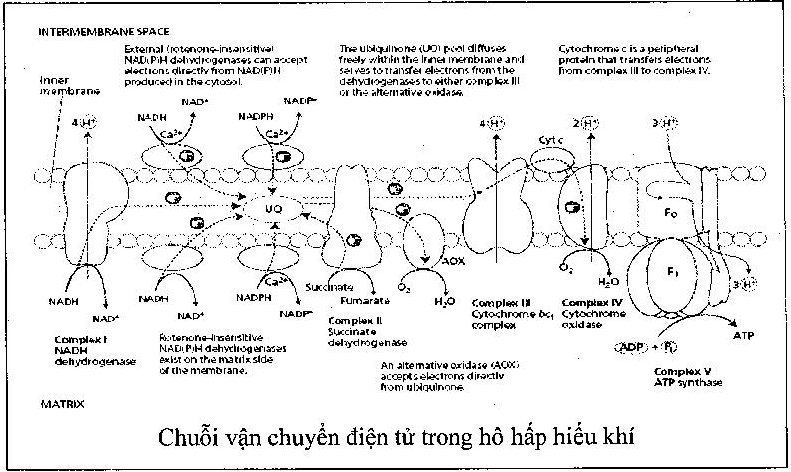 INTERMEMBRANE SPACE
External (rotenone-insensitive)
NAD(P)H dehydrogenases can accept
electrons directly from NAD(P)H
produced in the cytosol.
The ubiquinone (UQ) pool diffuses
freely within the inner membrane and
serves to transfer electrons from the
dehydrogenases to either complex III
or the alternative oxidase.
Cytochrome c is a peripheral
protein that transfers electrons
from complex III to complex IV.
Inner
membrane
4 H⁺
NADH
NAD⁺
Ca²⁺
NADPH
NADP⁺
Ca²⁺
4 H⁺
Cyt c
2 H⁺
3 H⁺
UQ
F₀
F₁
AOX
NADH
NAD⁺
NADH
NAD⁺
NADPH
NADP⁺
Ca²⁺
Succinate
Fumarate
O₂
H₂O
O₂
H₂O
3 H⁺
ADP + Pᵢ
ATP
Complex I
NADH
dehydrogenase
Rotenone-insensitive
NAD(P)H dehydrogenases
exist on the matrix side
of the membrane.
Complex II
Succinate
dehydrogenase
An alternative oxidase (AOX)
accepts electrons directly
from ubiquinone.
Complex III
Cytochrome bc₁
complex
Complex IV
Cytochrome
oxidase
Complex V
ATP synthase
MATRIX
Chuỗi vận chuyển điện tử trong hô hấp hiếu khí